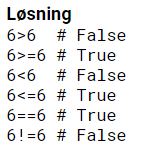 Løsning
6>6  # False
6>=6 # True
6<6  # False
6<=6 # True
6==6 # True
6!=6 # False